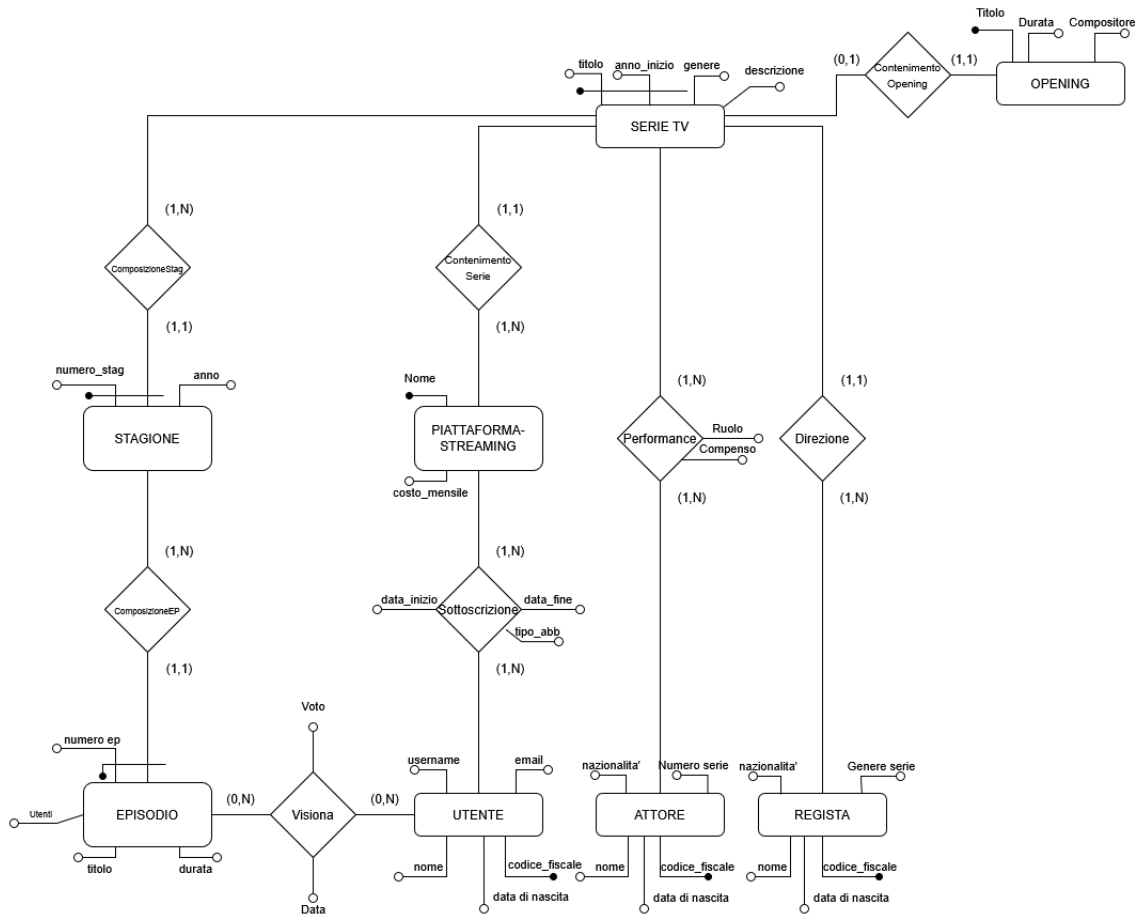 Titolo
Durata
Compositore
titolo
anno_inizio
genere
descrizione
(0,1)
Contenimento
Opening
(1,1)
OPENING
SERIE TV
(1,N)
(1,1)
ComposizioneStag
Contenimento
Serie
(1,1)
(1,N)
numero_stag
anno
Nome
(1,N)
(1,1)
STAGIONE
PIATTAFORMA-
STREAMING
Performance
Ruolo
Compenso
Direzione
costo_mensile
(1,N)
(1,N)
(1,N)
(1,N)
ComposizioneEP
data_inizio
Sottoscrizione
data_fine
tipo_abb
(1,1)
(1,N)
Voto
numero ep
username
email
nazionalita'
Numero serie
nazionalita'
Genere serie
Utenti
EPISODIO
(0,N)
Visiona
(0,N)
UTENTE
ATTORE
REGISTA
titolo
durata
nome
codice_fiscale
nome
codice_fiscale
nome
codice_fiscale
Data
data di nascita
data di nascita
data di nascita